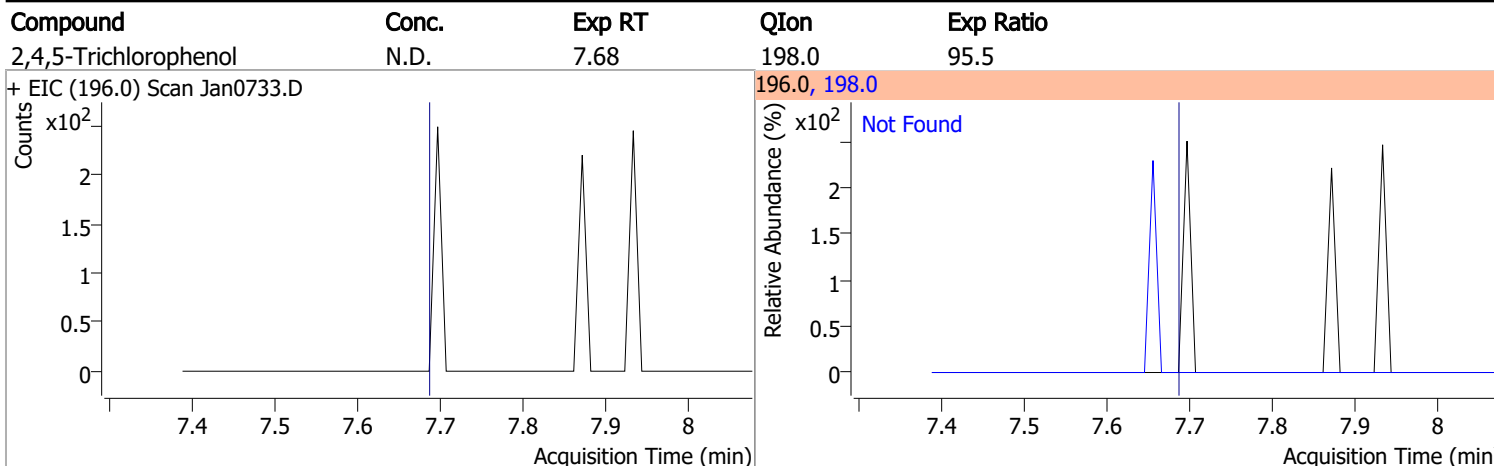 Compound Conc. Exp RT QIon Exp Ratio
2,4,5-Trichlorophenol N.D. 7.68 198.0 95.5
+ EIC (196.0) Scan Jan0733.D
Counts
x10²
2
1.5
1
0.5
0
7.4 7.5 7.6 7.7 7.8 7.9 8
Acquisition Time (min)
196.0, 198.0
Relative Abundance (%)
x10²
Not Found
2
1.5
1
0.5
0
7.4 7.5 7.6 7.7 7.8 7.9 8
Acquisition Time (min